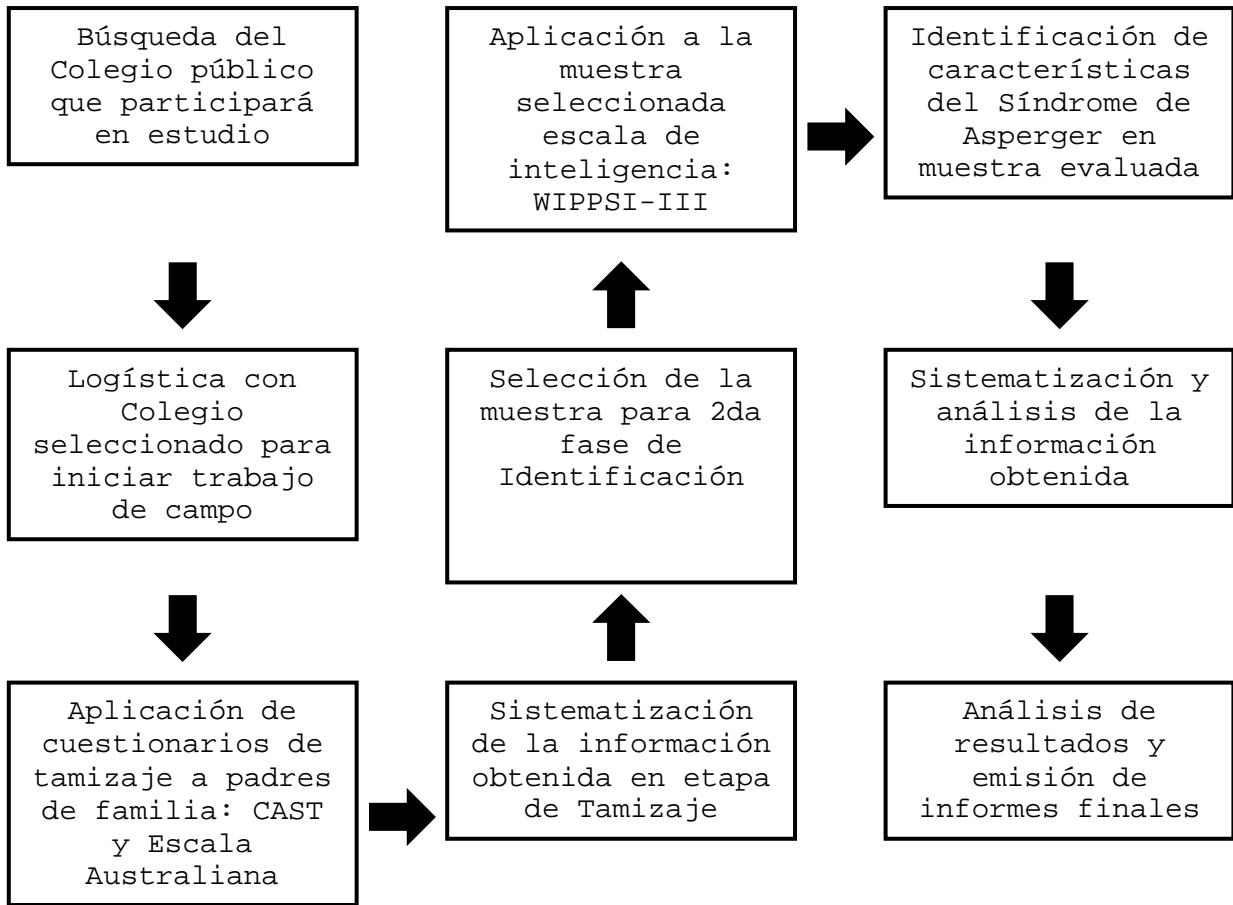 Búsqueda del
Colegio público
que participará
en estudio
Logística con
Colegio
seleccionado para
iniciar trabajo
de campo
Aplicación de
cuestionarios de
tamizaje a padres
de familia: CAST
y Escala
Australiana
Sistematización
de la información
obtenida en etapa
de Tamizaje
Selección de la
muestra para 2da
fase de
Identificación
Aplicación a la
muestra
seleccionada
escala de
inteligencia:
WIPPSI-III
Identificación de
características
del Síndrome de
Asperger en
muestra evaluada
Sistematización y
análisis de la
información
obtenida
Análisis de
resultados y
emisión de
informes finales